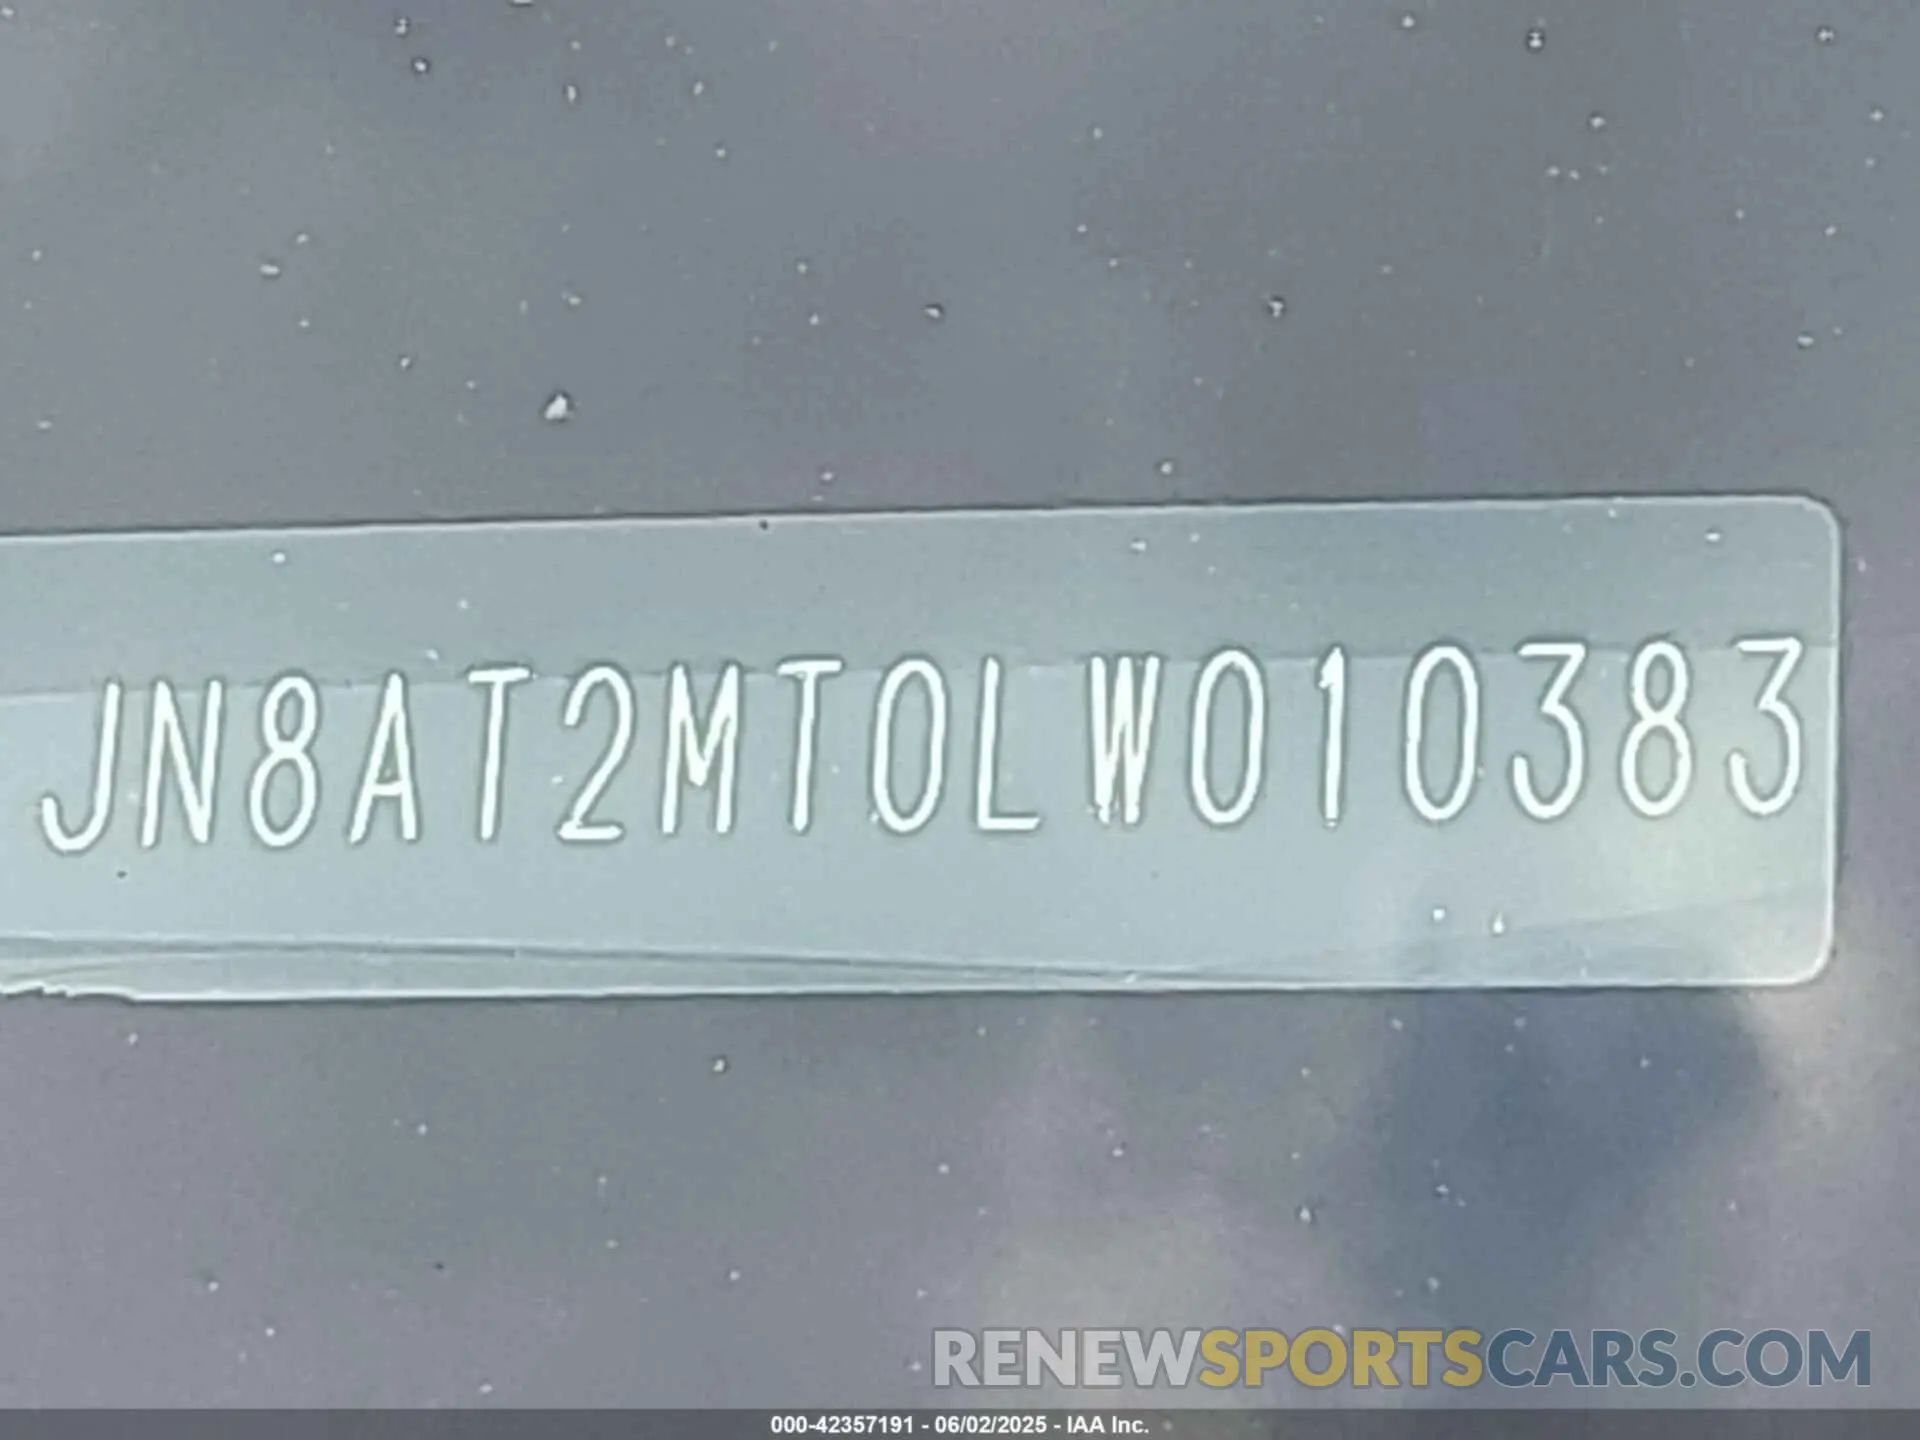 JN8AT2MT0LW010383
RENEWSPORTSCARS.COM
000-42357191 - 06/02/2025 - IAA Inc.